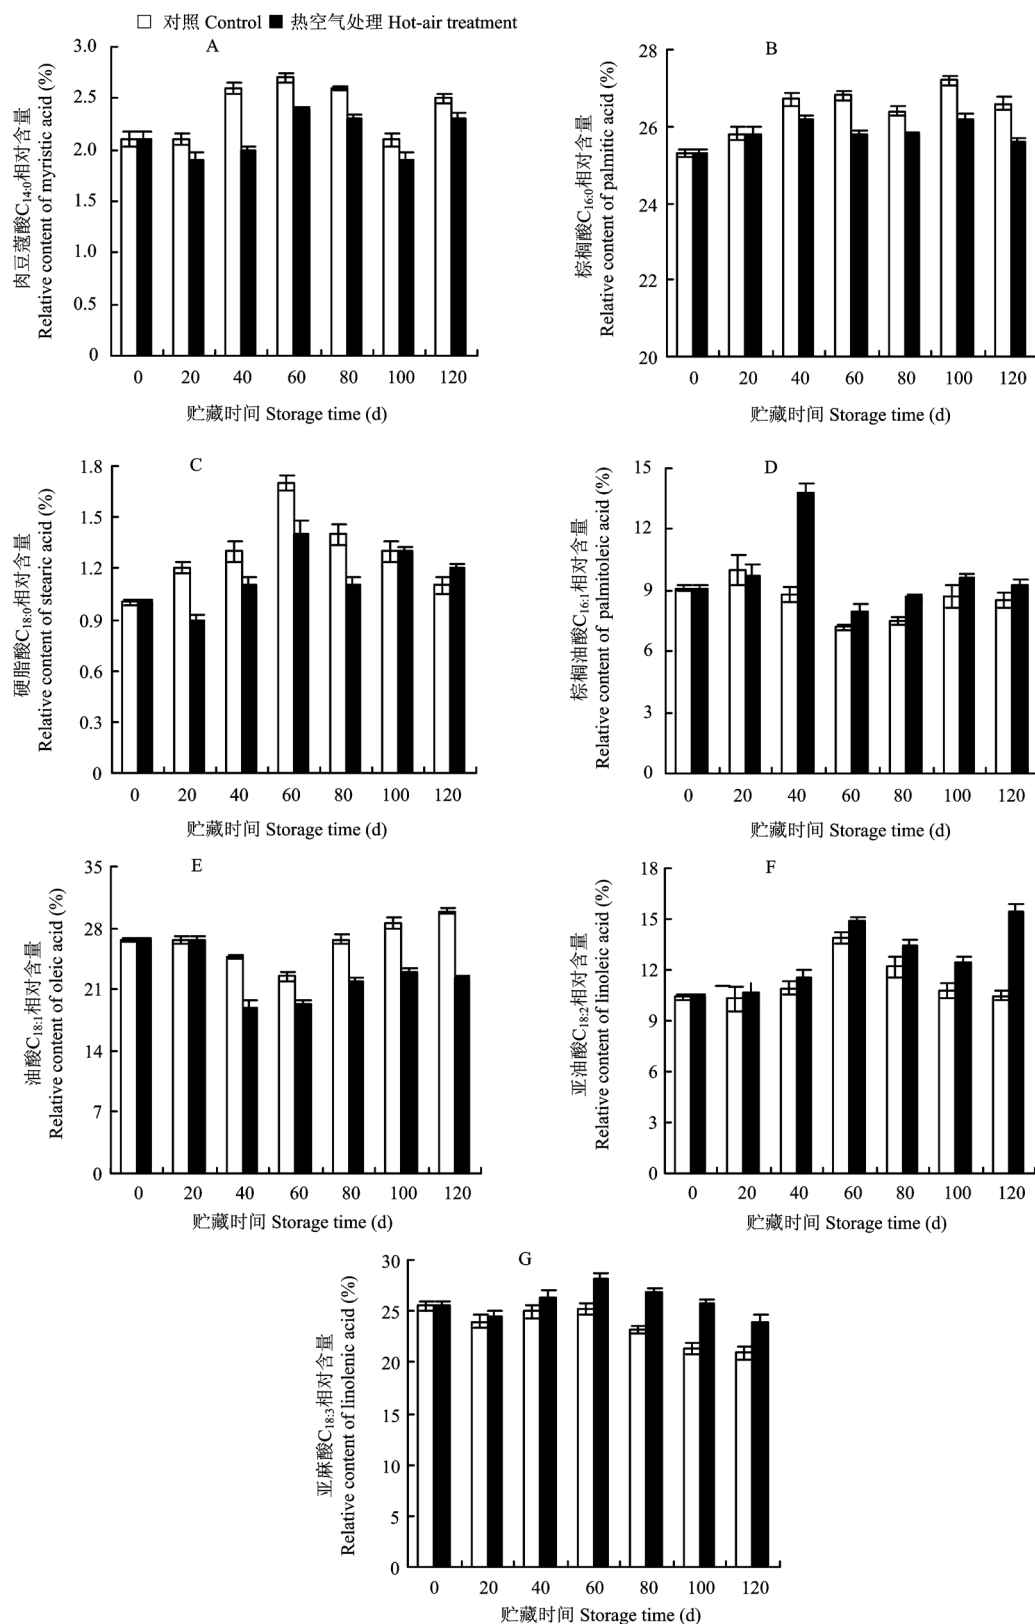 □ 对照 Control ■ 热空气处理 Hot-air treatment
A
肉豆蔻酸C14:0相对含量
Relative content of myristic acid (%)
3.0
2.5
2.0
1.5
1.0
0.5
0
0 20 40 60 80 100 120
贮藏时间 Storage time (d)
B
棕榈酸C16:0相对含量
Relative content of palmitic acid (%)
28
26
24
22
20
0 20 40 60 80 100 120
贮藏时间 Storage time (d)
C
硬脂酸C18:0相对含量
Relative content of stearic acid (%)
1.8
1.5
1.2
0.9
0.6
0.3
0
0 20 40 60 80 100 120
贮藏时间 Storage time (d)
D
棕榈油酸C16:1相对含量
Relative content of palmitoleic acid (%)
15
12
9
6
3
0
0 20 40 60 80 100 120
贮藏时间 Storage time (d)
E
油酸C18:1相对含量
Relative content of oleic acid (%)
35
28
21
14
7
0
0 20 40 60 80 100 120
贮藏时间 Storage time (d)
F
亚油酸C18:2相对含量
Relative content of linoleic acid (%)
18
15
12
9
6
3
0
0 20 40 60 80 100 120
贮藏时间 Storage time (d)
G
亚麻酸C18:3相对含量
Relative content of linolenic acid (%)
30
25
20
15
10
5
0
0 20 40 60 80 100 120
贮藏时间 Storage time (d)